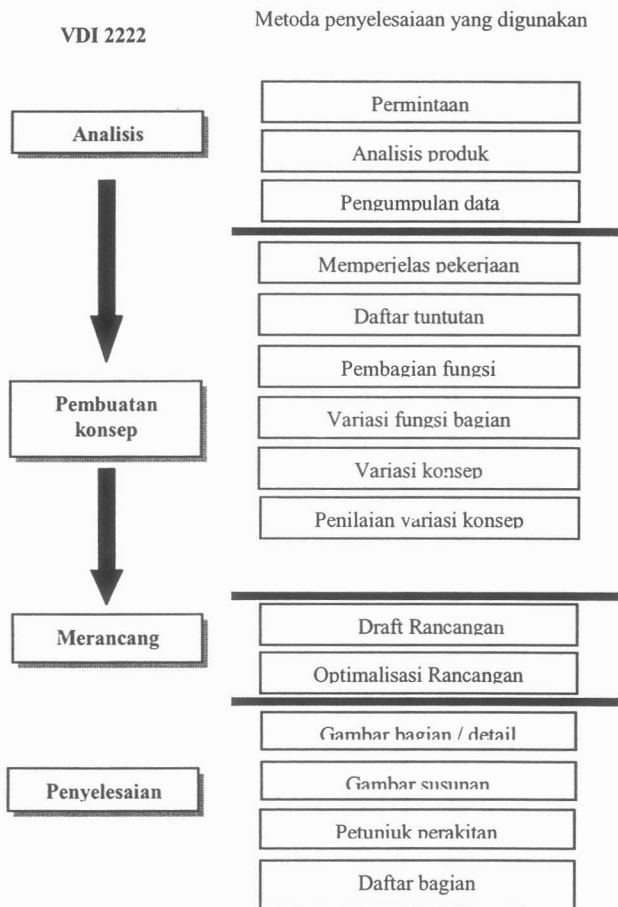 VDI 2222
Metoda penyelesaiaan yang digunakan
Analisis
Permintaan
Analisis produk
Pengumpulan data
Memperjelas pekerjaan
Daftar tuntutan
Pembagian fungsi
Pembuatan
konsep
Variasi fungsi bagian
Variasi konsep
Penilaian variasi konsep
Merancang
Draft Rancangan
Optimalisasi Rancangan
Gambar bagian / detail
Penyelesaian
Gambar susunan
Petunjuk perakitan
Daftar bagian